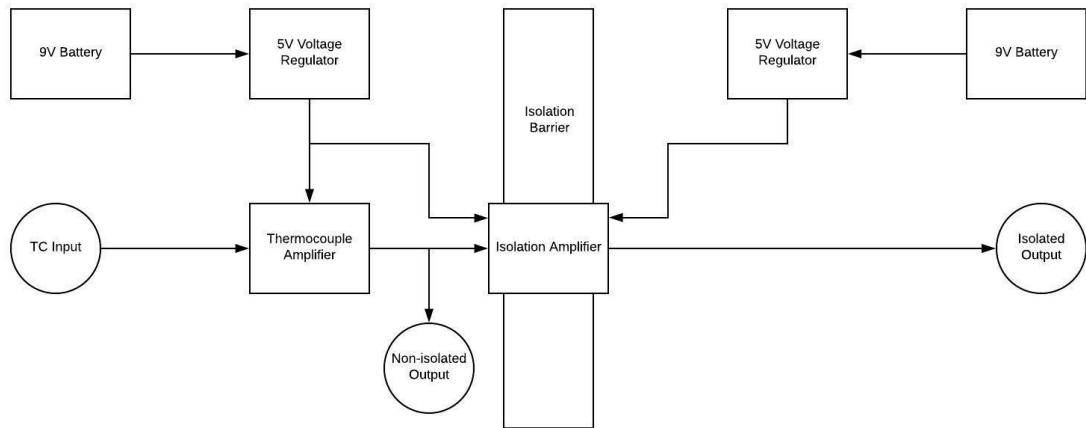 9V Battery
5V Voltage
Regulator
5V Voltage
Regulator
9V Battery
Isolation
Barrier
TC Input
Thermocouple
Amplifier
Isolation Amplifier
Isolated
Output
Non-isolated
Output